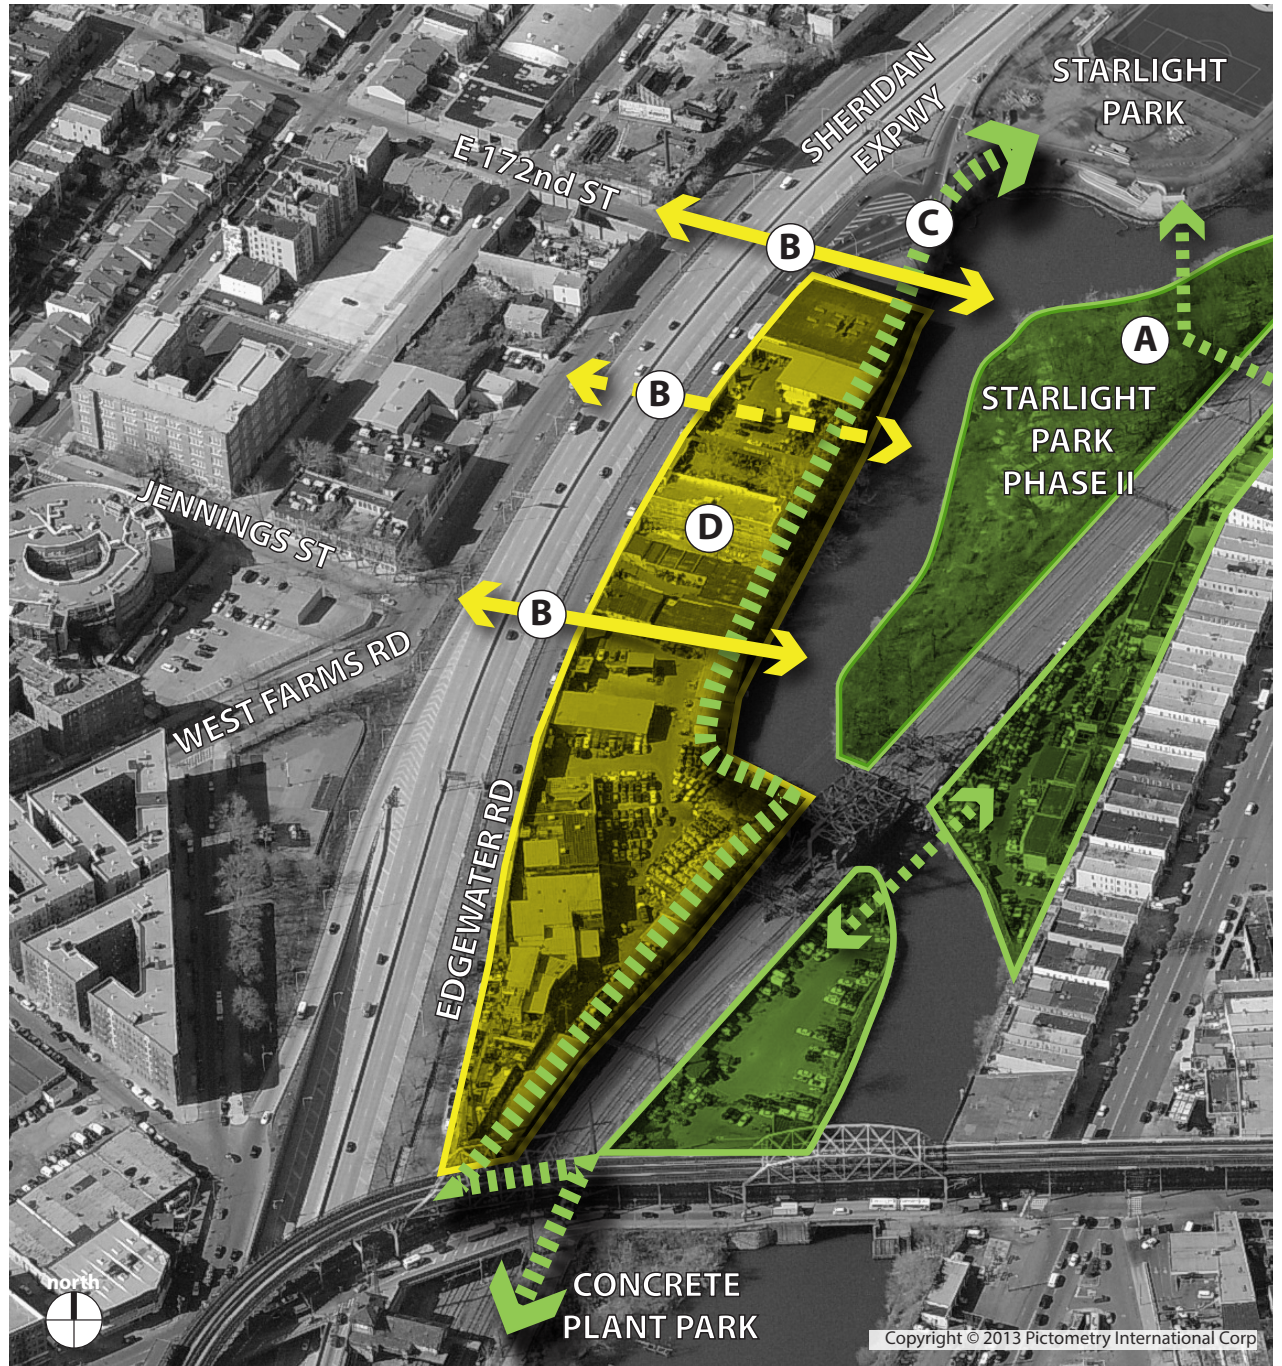 STARLIGHT
PARK
SHERIDAN
EXPWY
E 172nd ST
C
B
A
B
STARLIGHT
PARK
PHASE II
JENNINGS ST
D
B
WEST FARMS RD
EDGEWATER RD
north
CONCRETE
PLANT PARK
Copyright © 2013 Pictometry International Corp